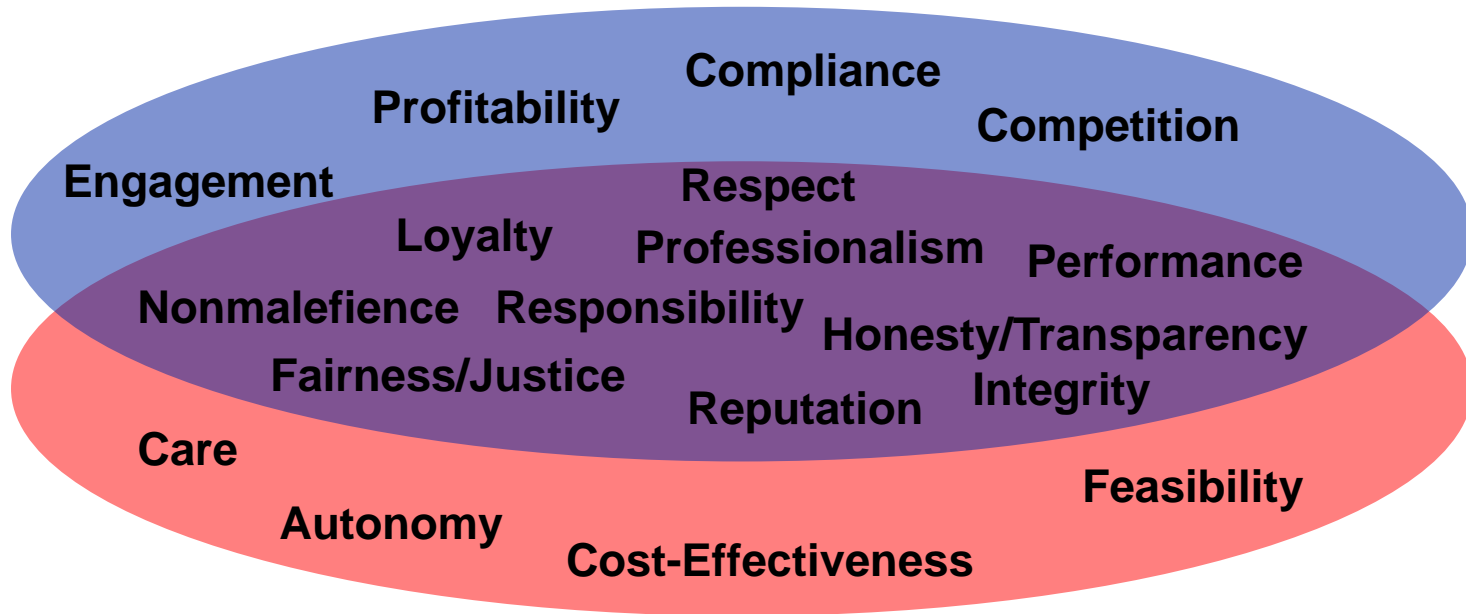 Compliance
Profitability
Competition
Engagement
Respect
Loyalty
Professionalism
Performance
Nonmalefience
Responsibility
Honesty/Transparency
Fairness/Justice
Integrity
Reputation
Care
Feasibility
Autonomy
Cost-Effectiveness